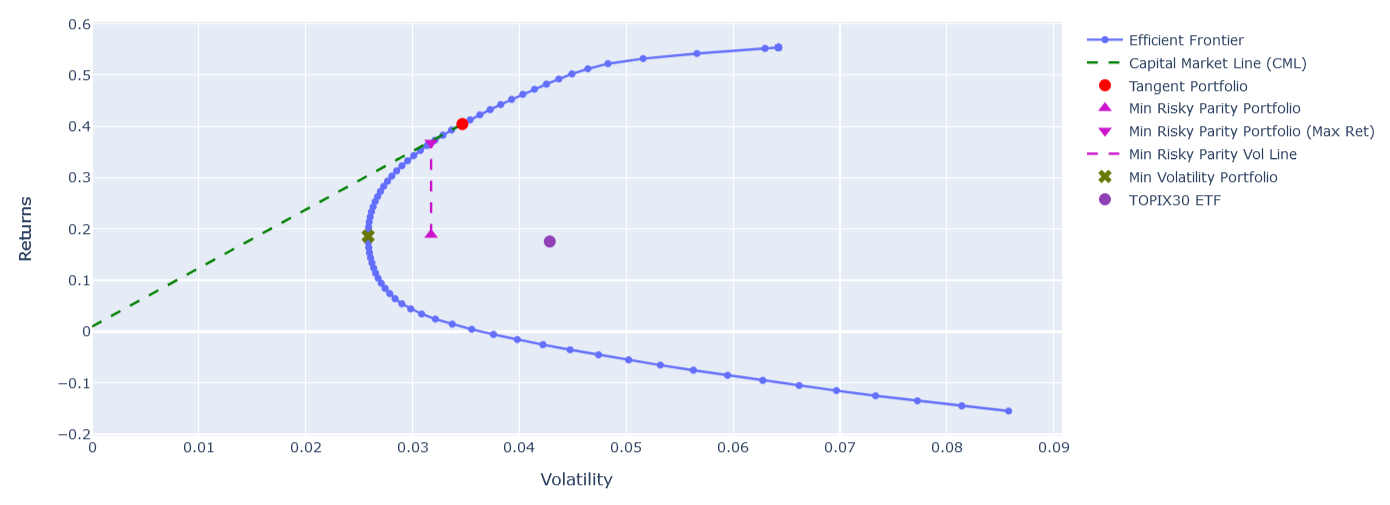 0.6
0.5
0.4
0.3
0.2
0.1
0
−0.1
−0.2
Returns
0 0.01 0.02 0.03 0.04 0.05 0.06 0.07 0.08 0.09
Volatility
Efficient Frontier
Capital Market Line (CML)
Tangent Portfolio
Min Risky Parity Portfolio
Min Risky Parity Portfolio (Max Ret)
Min Risky Parity Vol Line
Min Volatility Portfolio
TOPIX30 ETF